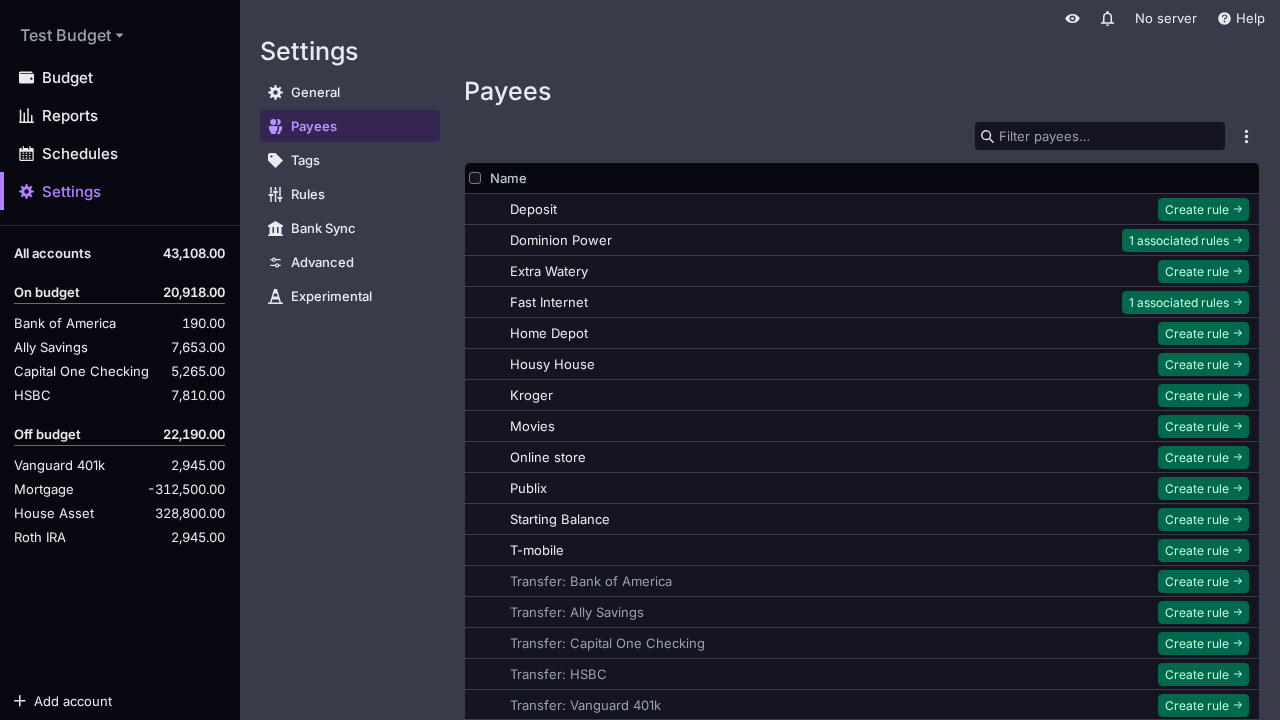 Test Budget
Budget
Reports
Schedules
Settings
All accounts 43,108.00
On budget 20,918.00
Bank of America 190.00
Ally Savings 7,653.00
Capital One Checking 5,265.00
HSBC 7,810.00
Off budget 22,190.00
Vanguard 401k 2,945.00
Mortgage -312,500.00
House Asset 328,800.00
Roth IRA 2,945.00
Add account
No server
Help
Settings
General
Payees
Tags
Rules
Bank Sync
Advanced
Experimental
Payees
Filter payees...
Name
Deposit Create rule
Dominion Power 1 associated rules
Extra Watery Create rule
Fast Internet 1 associated rules
Home Depot Create rule
Housy House Create rule
Kroger Create rule
Movies Create rule
Online store Create rule
Publix Create rule
Starting Balance Create rule
T-mobile Create rule
Transfer: Bank of America Create rule
Transfer: Ally Savings Create rule
Transfer: Capital One Checking Create rule
Transfer: HSBC Create rule
Transfer: Vanguard 401k Create rule